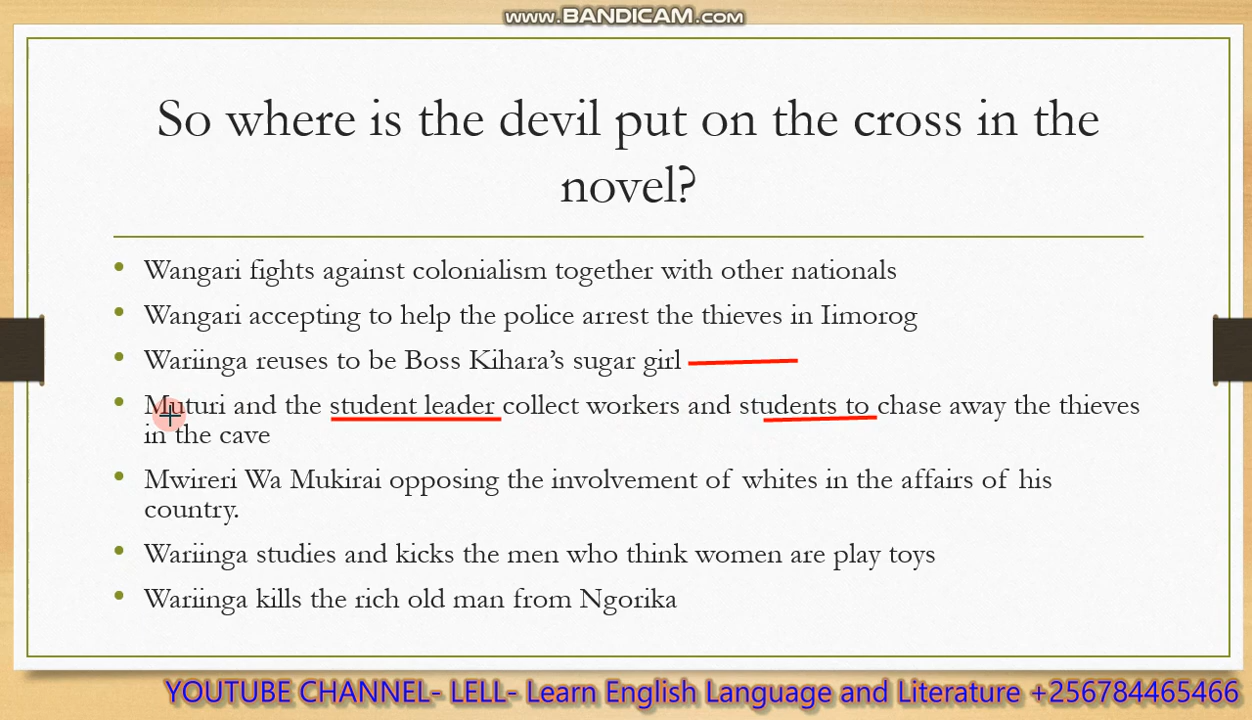 www.BANDICAM.com
So where is the devil put on the cross in the
novel?
• Wangari fights against colonialism together with other nationals
• Wangari accepting to help the police arrest the thieves in Iimorog
• Wariinga reuses to be Boss Kihara’s sugar girl
• Muturi and the student leader collect workers and students to chase away the thieves
in the cave
• Mwireri Wa Mukirai opposing the involvement of whites in the affairs of his
country.
• Wariinga studies and kicks the men who think women are play toys
• Wariinga kills the rich old man from Ngorika
YOUTUBE CHANNEL- LELL- Learn English Language and Literature +256784465466